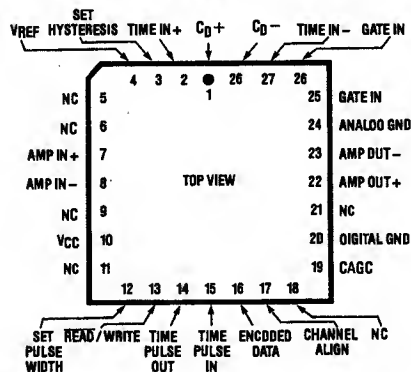 SET
VREF HYSTERESIS TIME IN+ CD+ CD− TIME IN− GATE IN
4 3 2 1 26 27 26
NC 5 25 GATE IN
NC 6 24 ANALOG GND
AMP IN+ 7 23 AMP DUT−
AMP IN− 8 TOP VIEW 22 AMP OUT+
NC 9 21 NC
VCC 10 20 OIGITAL GND
NC 11 19 CAGC
12 13 14 15 16 17 18
SET READ/WRITE TIME TIME ENCODED CHANNEL NC
PULSE PULSE PULSE DATA ALIGN
WIDTH OUT IN